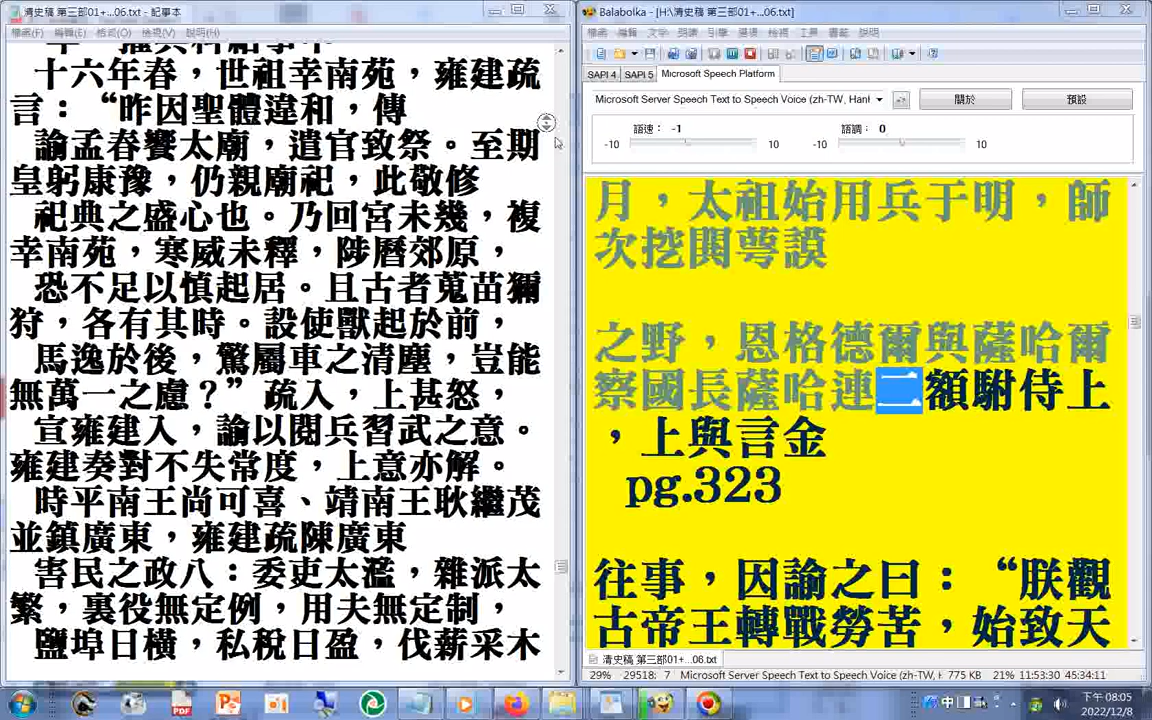 清史稿 第三部01+...06.txt - 記事本
檔案(F) 編輯(E) 格式(O) 檢視(V) 說明(H)
十六年春，世祖幸南苑，雍建疏
言：“昨因聖體違和，傳
諭孟春饗太廟，遣官致祭。至期
皇躬康豫，仍親廟祀，此敬修
祀典之盛心也。乃回宮未幾，複
幸南苑，寒威未釋，陟曆郊原，
恐不足以慎起居。且古者蒐苗獮
狩，各有其時。設使獸起於前，
馬逸於後，驚屬車之清塵，豈能
無萬一之慮？”疏入，上甚怒，
宣雍建入，諭以閱兵習武之意。
雍建奏對不失常度，上意亦解。
時平南王尚可喜、靖南王耿繼茂
並鎮廣東，雍建疏陳廣東
害民之政八：委吏太濫，雜派太
繁，裏役無定例，用夫無定制，
鹽埠日橫，私稅日盈，伐薪采木
Balabolka - [H:\清史稿 第三部01+...06.txt]
檔案 編輯 文字 朗讀 引擎 選項 檢視 工具 書籤 說明
SAPI 4 SAPI 5 Microsoft Speech Platform
Microsoft Server Speech Text to Speech Voice (zh-TW, Hanl
關於
預設
語速： -1
語調： 0
-10 10 -10 10
月，太祖始用兵于明，師
次挖閧萼謨
之野，恩格德爾與薩哈爾
察國長薩哈連二額駙侍上
，上與言金
pg.323
往事，因諭之曰：“朕觀
古帝王轉戰勞苦，始致天
清史稿 第三部01+...06.txt
29% 29518: 7 Microsoft Server Speech Text to Speech Voice (zh-TW, H 775 KB 21% 11:53:30 45:34:11
下午 08:05
2022/12/8